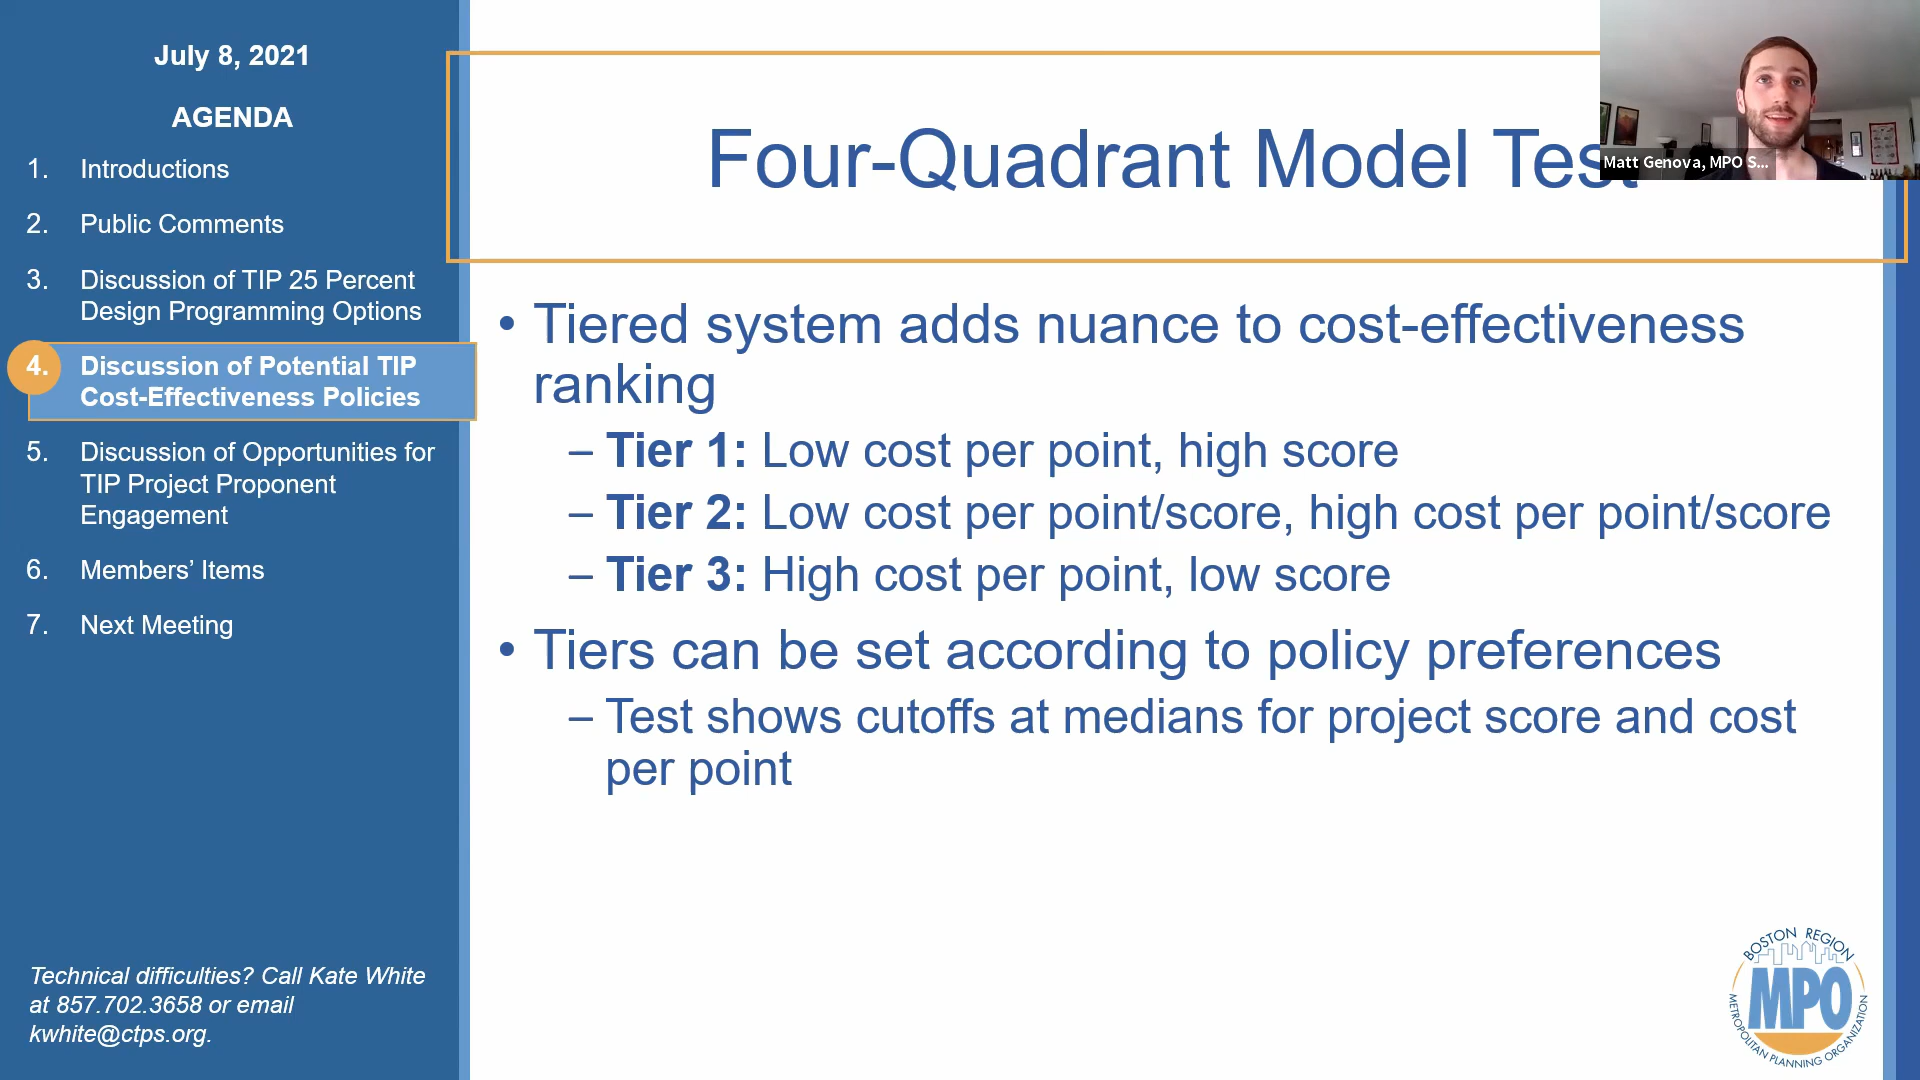 July 8, 2021
AGENDA
1. Introductions
2. Public Comments
3. Discussion of TIP 25 Percent
Design Programming Options
4. Discussion of Potential TIP
Cost-Effectiveness Policies
5. Discussion of Opportunities for
TIP Project Proponent
Engagement
6. Members’ Items
7. Next Meeting
Technical difficulties? Call Kate White
at 857.702.3658 or email
kwhite@ctps.org.
Four-Quadrant Model Test
• Tiered system adds nuance to cost-effectiveness
ranking
– Tier 1: Low cost per point, high score
– Tier 2: Low cost per point/score, high cost per point/score
– Tier 3: High cost per point, low score
• Tiers can be set according to policy preferences
– Test shows cutoffs at medians for project score and cost
per point
Matt Genova, MPO S...
BOSTON REGION
MPO
METROPOLITAN PLANNING ORGANIZATION